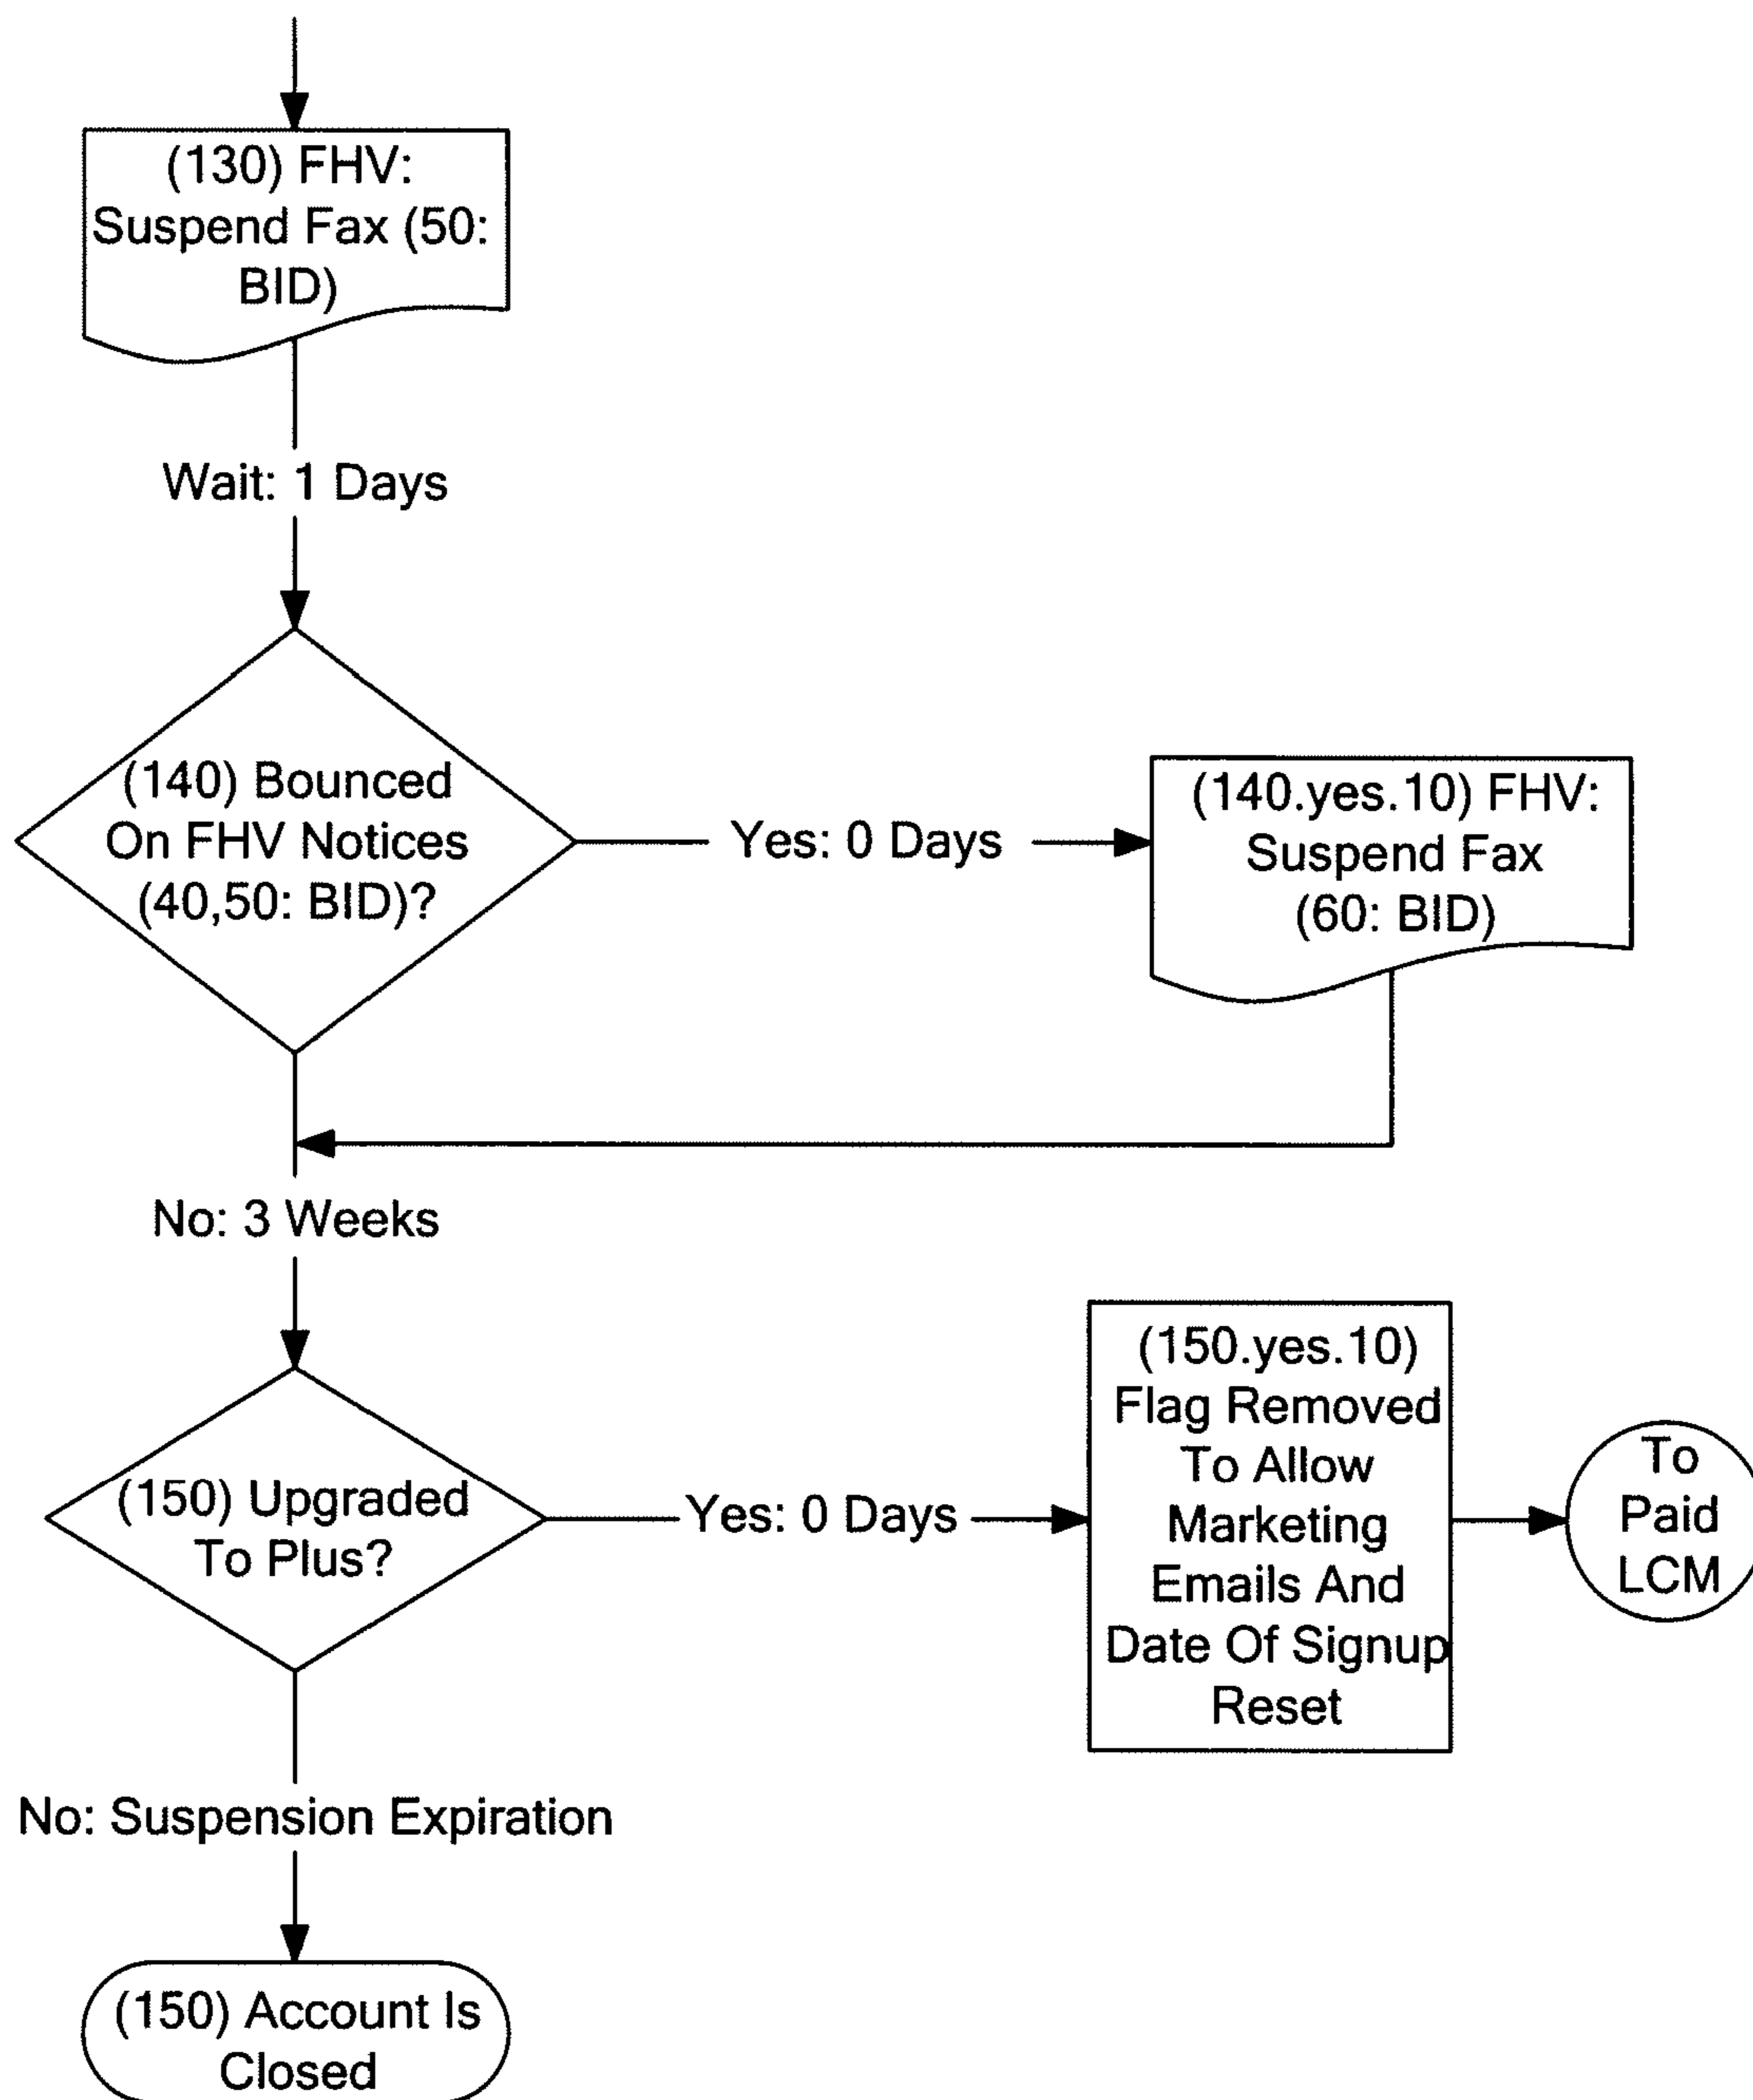 (130) FHV:
Suspend Fax (50:
BID)
Wait: 1 Days
(140) Bounced
On FHV Notices
(40,50: BID)?
Yes: 0 Days
(140.yes.10) FHV:
Suspend Fax
(60: BID)
No: 3 Weeks
(150) Upgraded
To Plus?
Yes: 0 Days
(150.yes.10)
Flag Removed
To Allow
Marketing
Emails And
Date Of Signup
Reset
To
Paid
LCM
No: Suspension Expiration
(150) Account Is
Closed